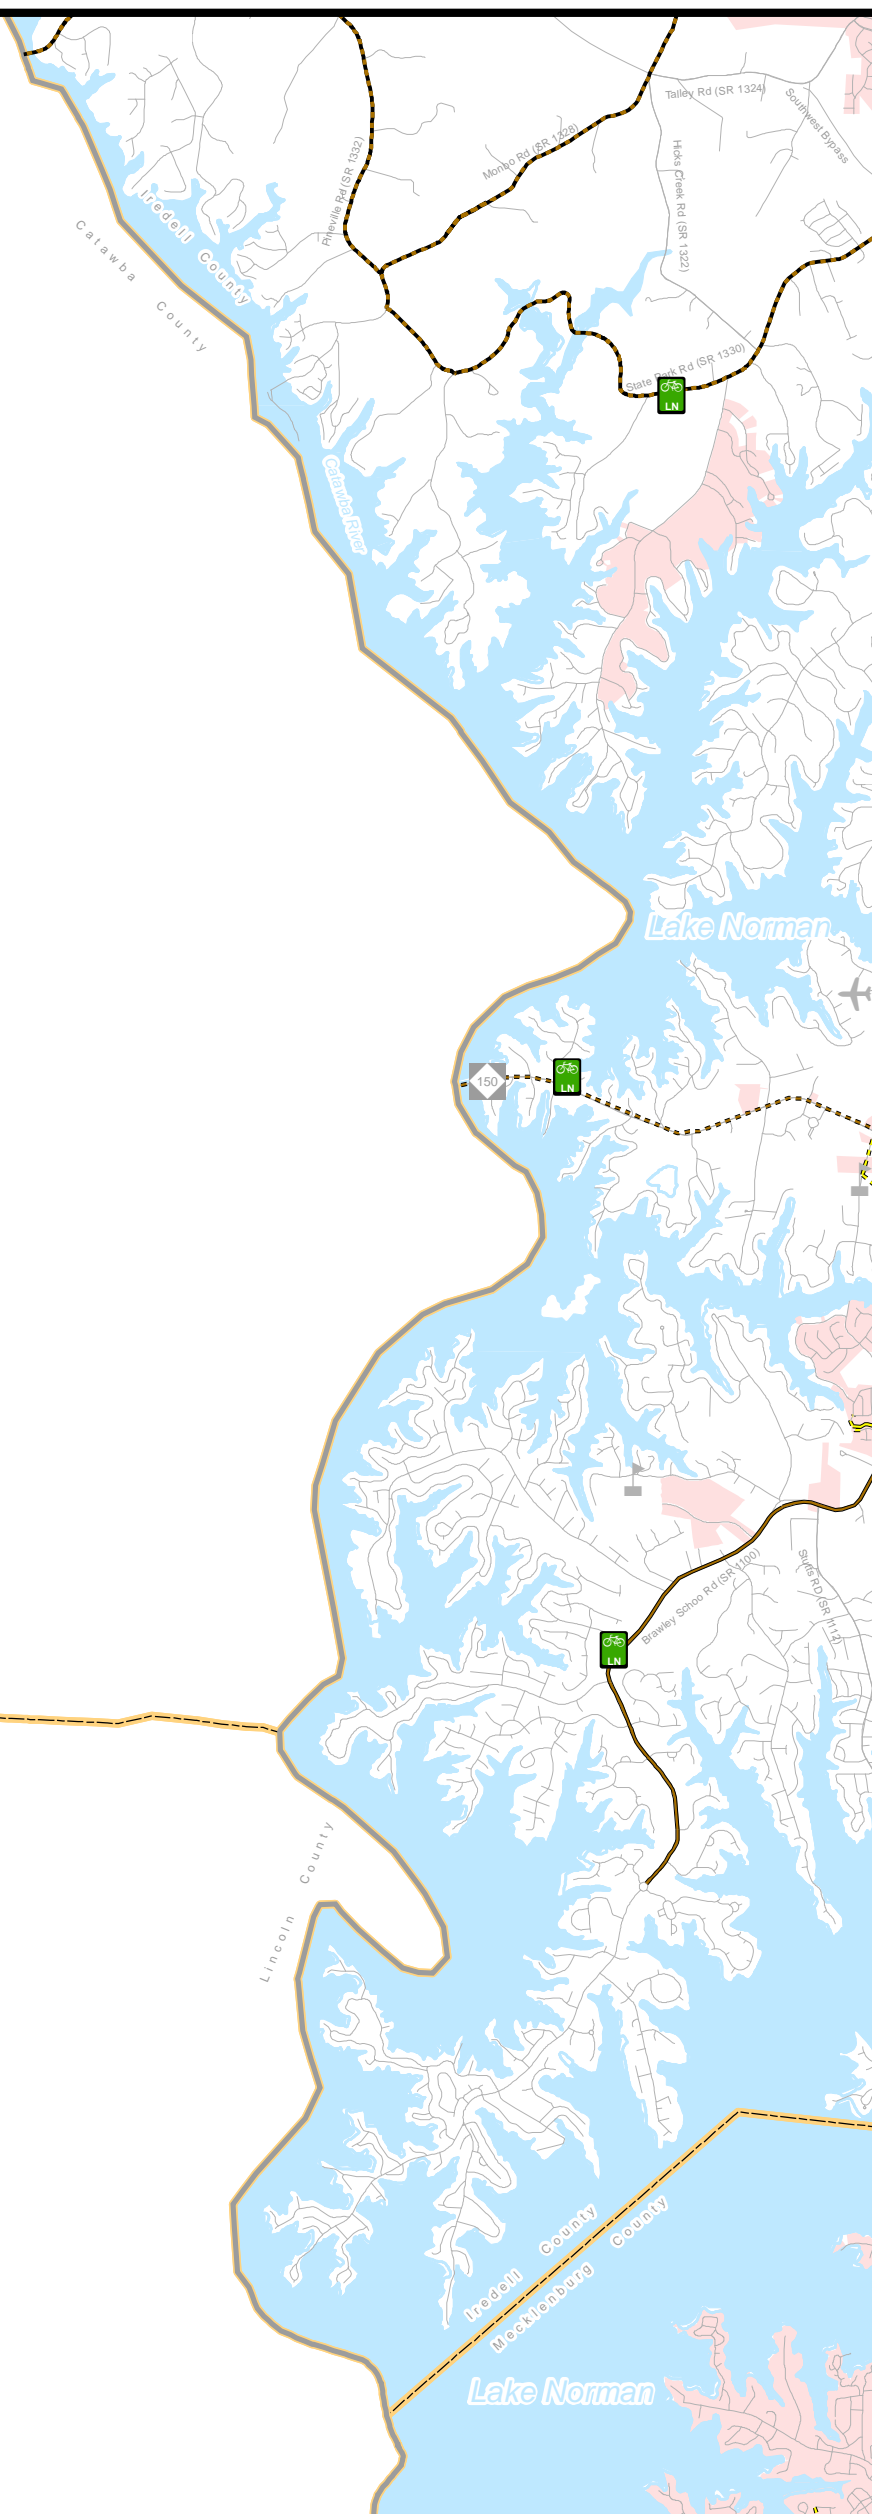 Talley Rd (SR 1324)
Southwest Bypass
Monbo Rd (SR 1328)
Pineville Rd (SR 1332)
Hicks Creek Rd (SR 1322)
Iredell County
Catawba County
State Park Rd (SR 1330)
LN
Catawba River
Lake Norman
150
LN
Brawley Schoo Rd (SR 1100)
Stutts RD (SR 1112)
LN
Lincoln County
Iredell County
Mecklenburg County
Lake Norman